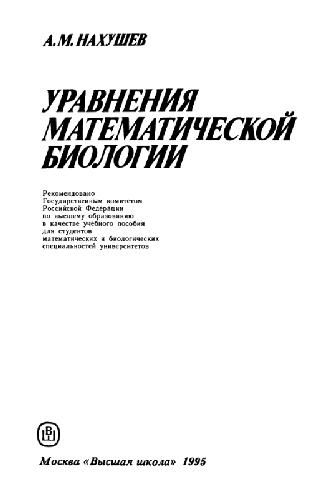 А.М. НАХУШЕВ
УРАВНЕНИЯ
МАТЕМАТИЧЕСКОЙ
БИОЛОГИИ
Рекомендовано
Государственным комитетом
Российской Федерации
по высшему образованию
в качестве учебного пособия
для студентов
математических и биологических
специальностей университетов
Москва «Высшая школа» 1995